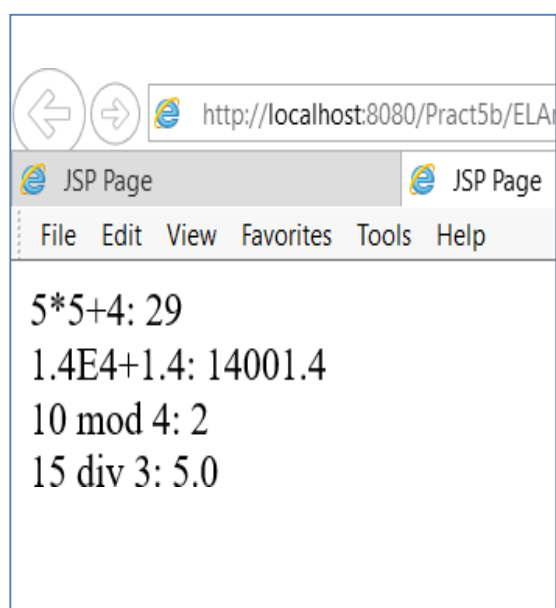 http://localhost:8080/Pract5b/ELAr
JSP Page
JSP Page
File Edit View Favorites Tools Help
5*5+4: 29
1.4E4+1.4: 14001.4
10 mod 4: 2
15 div 3: 5.0